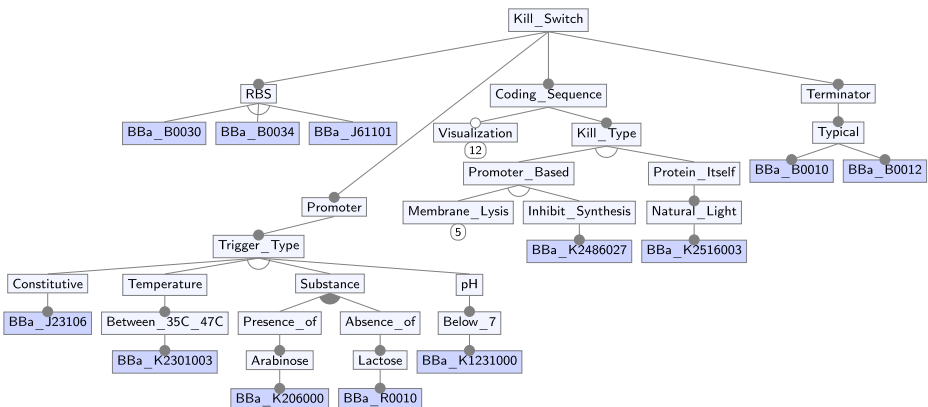 Kill_Switch
RBS
Coding_Sequence
Terminator
BBa_B0030
BBa_B0034
BBa_J61101
Visualization
12
Kill_Type
Typical
Promoter_Based
Protein_Itself
BBa_B0010
BBa_B0012
Promoter
Membrane_Lysis
5
Inhibit_Synthesis
Natural_Light
Trigger_Type
BBa_K2486027
BBa_K2516003
Constitutive
Temperature
Substance
pH
BBa_J23106
Between_35C_47C
Presence_of
Absence_of
Below_7
BBa_K2301003
Arabinose
Lactose
BBa_K1231000
BBa_K206000
BBa_R0010